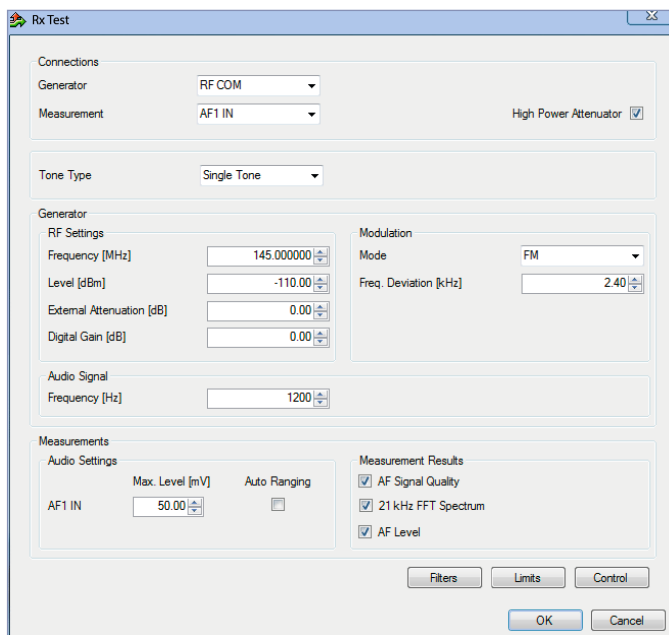 Rx Test
Connections
Generator RF COM
Measurement AF1 IN High Power Attenuator
Tone Type Single Tone
Generator
RF Settings
Frequency [MHz] 145.000000
Level [dBm] -110.00
External Attenuation [dB] 0.00
Digital Gain [dB] 0.00
Modulation
Mode FM
Freq. Deviation [kHz] 2.40
Audio Signal
Frequency [Hz] 1200
Measurements
Audio Settings
Max. Level [mV] Auto Ranging
AF1 IN 50.00
Measurement Results
AF Signal Quality
21 kHz FFT Spectrum
AF Level
Filters Limits Control
OK Cancel